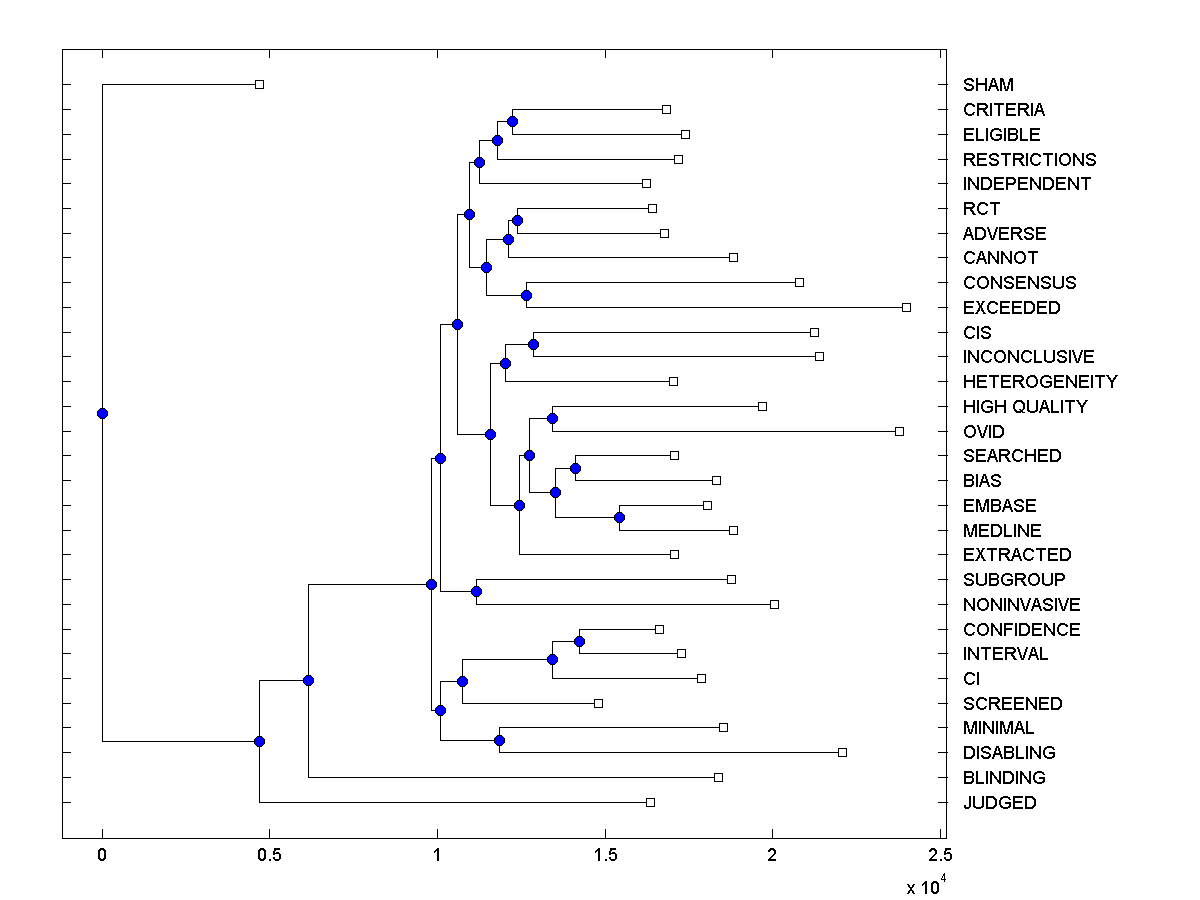 SHAM
CRITERIA
ELIGIBLE
RESTRICTIONS
INDEPENDENT
RCT
ADVERSE
CANNOT
CONSENSUS
EXCEEDED
CIS
INCONCLUSIVE
HETEROGENEITY
HIGH QUALITY
OVID
SEARCHED
BIAS
EMBASE
MEDLINE
EXTRACTED
SUBGROUP
NONINVASIVE
CONFIDENCE
INTERVAL
CI
SCREENED
MINIMAL
DISABLING
BLINDING
JUDGED
0 0.5 1 1.5 2 2.5
x 10^4